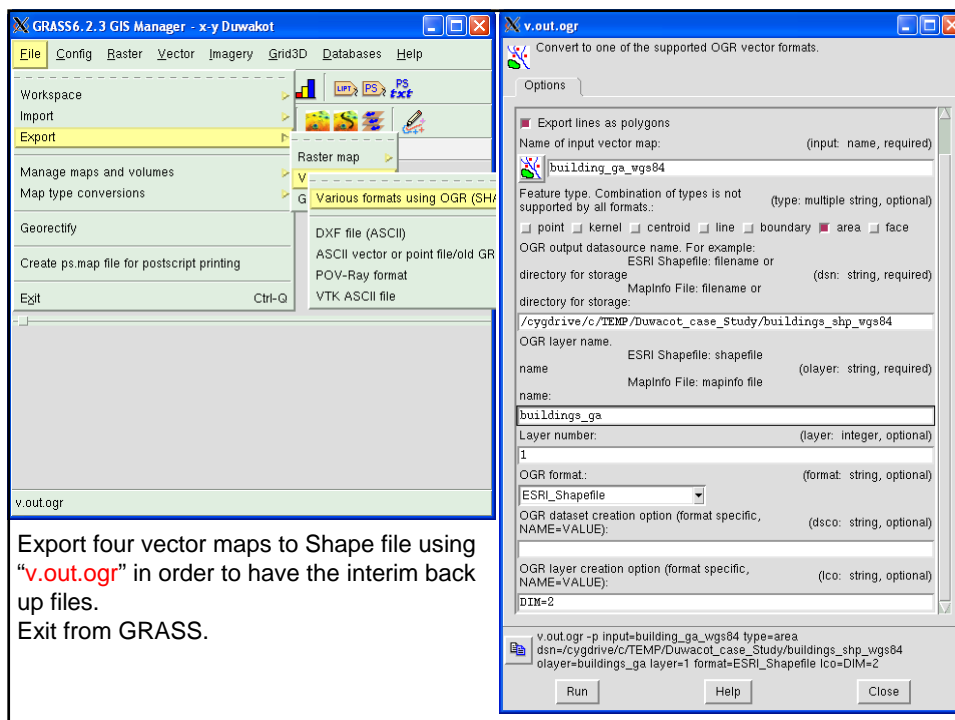 GRASS6.2.3 GIS Manager - x-y Duwakot
File Config Raster Vector Imagery Grid3D Databases Help
Workspace
Import
Export
Manage maps and volumes
Map type conversions
Georectify
Create ps.map file for postscript printing
Exit Ctrl-Q
LIPT PS PS txt
Raster map
V
G
Various formats using OGR (SHA
DXF file (ASCII)
ASCII vector or point file/old GR
POV-Ray format
VTK ASCII file
v.out.ogr
Export four vector maps to Shape file using
“v.out.ogr” in order to have the interim back
up files.
Exit from GRASS.
v.out.ogr
Convert to one of the supported OGR vector formats.
Options
Export lines as polygons
Name of input vector map: (input: name, required)
building_ga_wgs84
Feature type. Combination of types is not
supported by all formats.: (type: multiple string, optional)
point kernel centroid line boundary area face
OGR output datasource name. For example:
ESRI Shapefile: filename or
directory for storage (dsn: string, required)
MapInfo File: filename or
directory for storage:
/cygdrive/c/TEMP/Duwacot_case_Study/buildings_shp_wgs84
OGR layer name.
ESRI Shapefile: shapefile
name (olayer: string, required)
MapInfo File: mapinfo file
name:
buildings_ga
Layer number: (layer: integer, optional)
1
OGR format.: (format: string, optional)
ESRI_Shapefile
OGR dataset creation option (format specific,
NAME=VALUE): (dsco: string, optional)
OGR layer creation option (format specific,
NAME=VALUE): (lco: string, optional)
DIM=2
v.out.ogr -p input=building_ga_wgs84 type=area
dsn=/cygdrive/c/TEMP/Duwacot_case_Study/buildings_shp_wgs84
olayer=buildings_ga layer=1 format=ESRI_Shapefile lco=DIM=2
Run Help Close